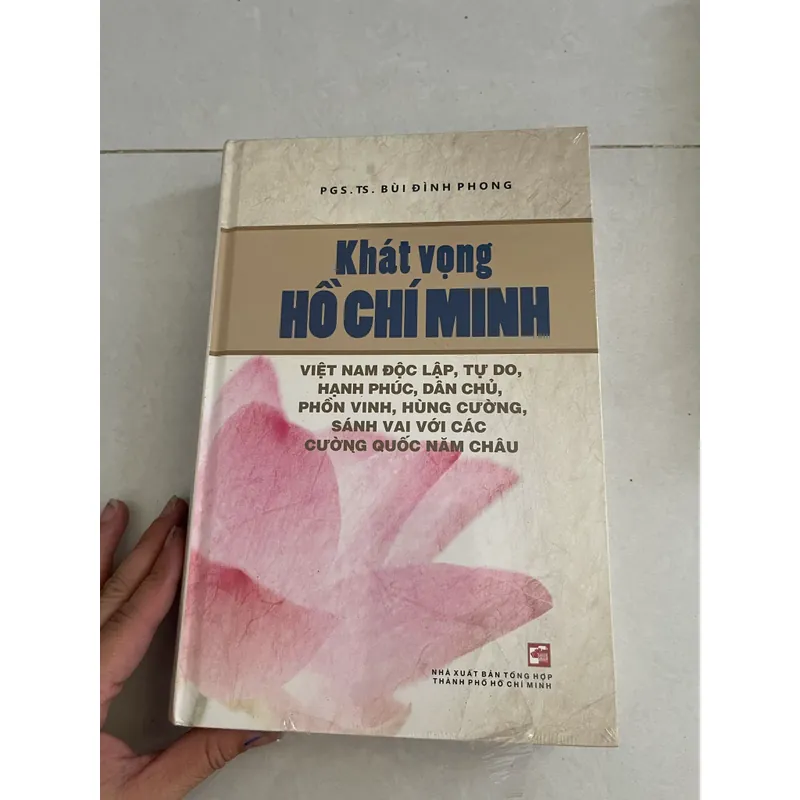 PGS.TS. BÙI ĐÌNH PHONG
Khát vọng
HỒ CHÍ MINH
VIỆT NAM ĐỘC LẬP, TỰ DO,
HẠNH PHÚC, DÂN CHỦ,
PHỒN VINH, HÙNG CƯỜNG,
SÁNH VAI VỚI CÁC
CƯỜNG QUỐC NĂM CHÂU
NHÀ XUẤT BẢN TỔNG HỢP
THÀNH PHỐ HỒ CHÍ MINH